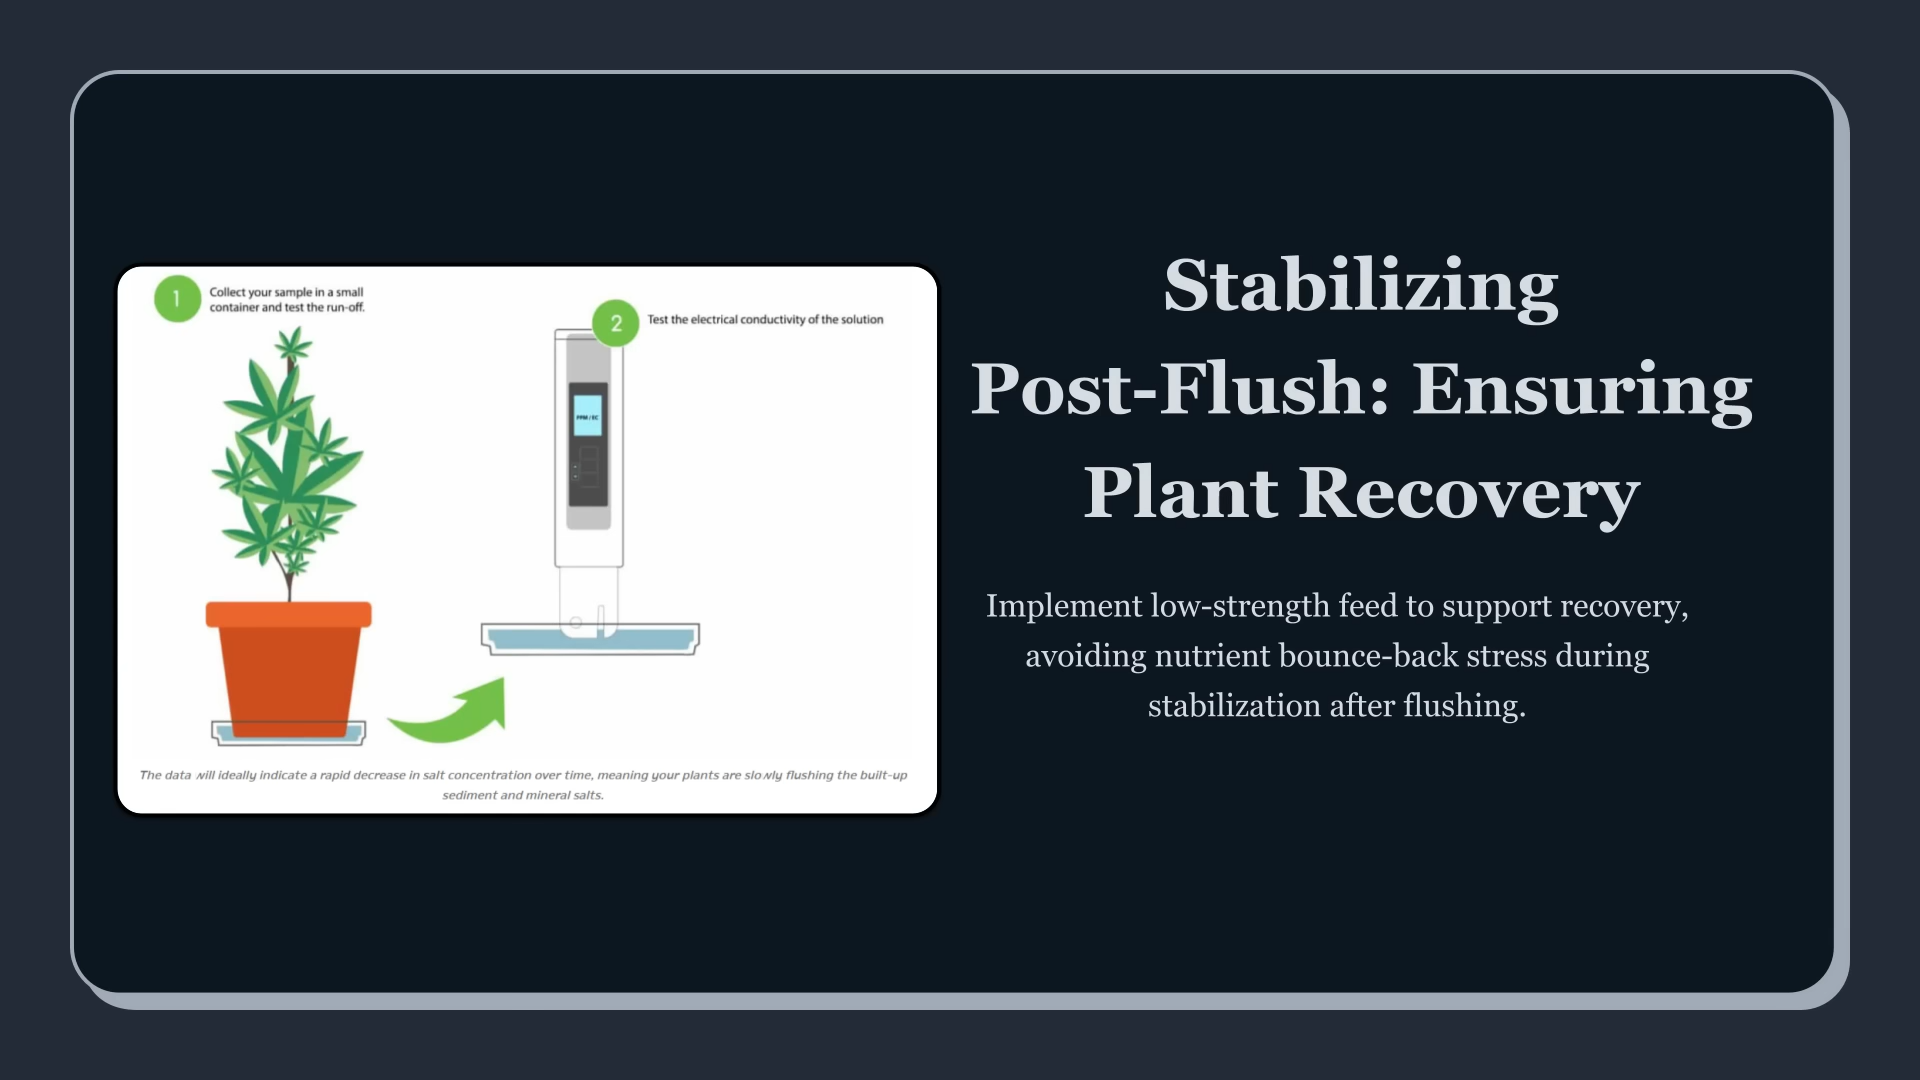 1
Collect your sample in a small
container and test the run-off.
2
Test the electrical conductivity of the solution
PPM / EC
The data will ideally indicate a rapid decrease in salt concentration over time, meaning your plants are slowly flushing the built-up
sediment and mineral salts.
Stabilizing
Post-Flush: Ensuring
Plant Recovery
Implement low-strength feed to support recovery,
avoiding nutrient bounce-back stress during
stabilization after flushing.